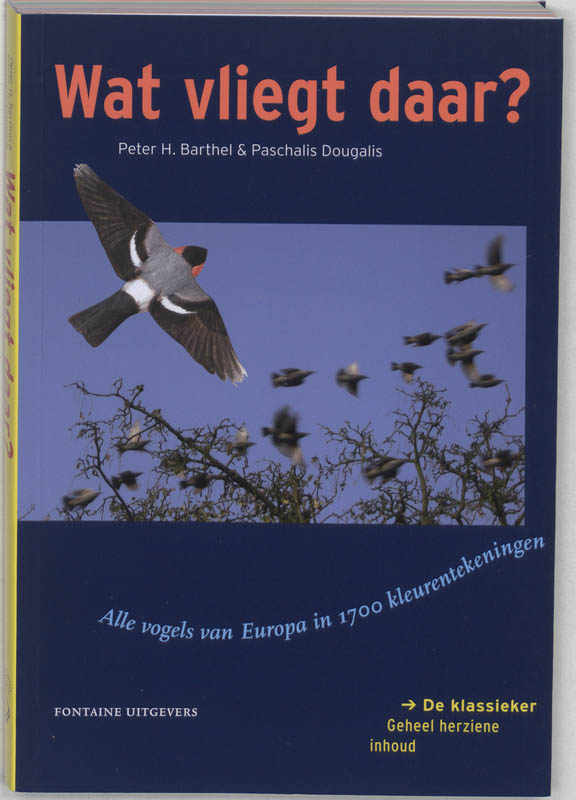 Wat vliegt daar?
Peter H. Barthel & Paschalis Dougalis
Alle vogels van Europa in 1700 kleurentekeningen
FONTAINE UITGEVERS
→ De klassieker
Geheel herziene
inhoud
Wat vliegt daar?